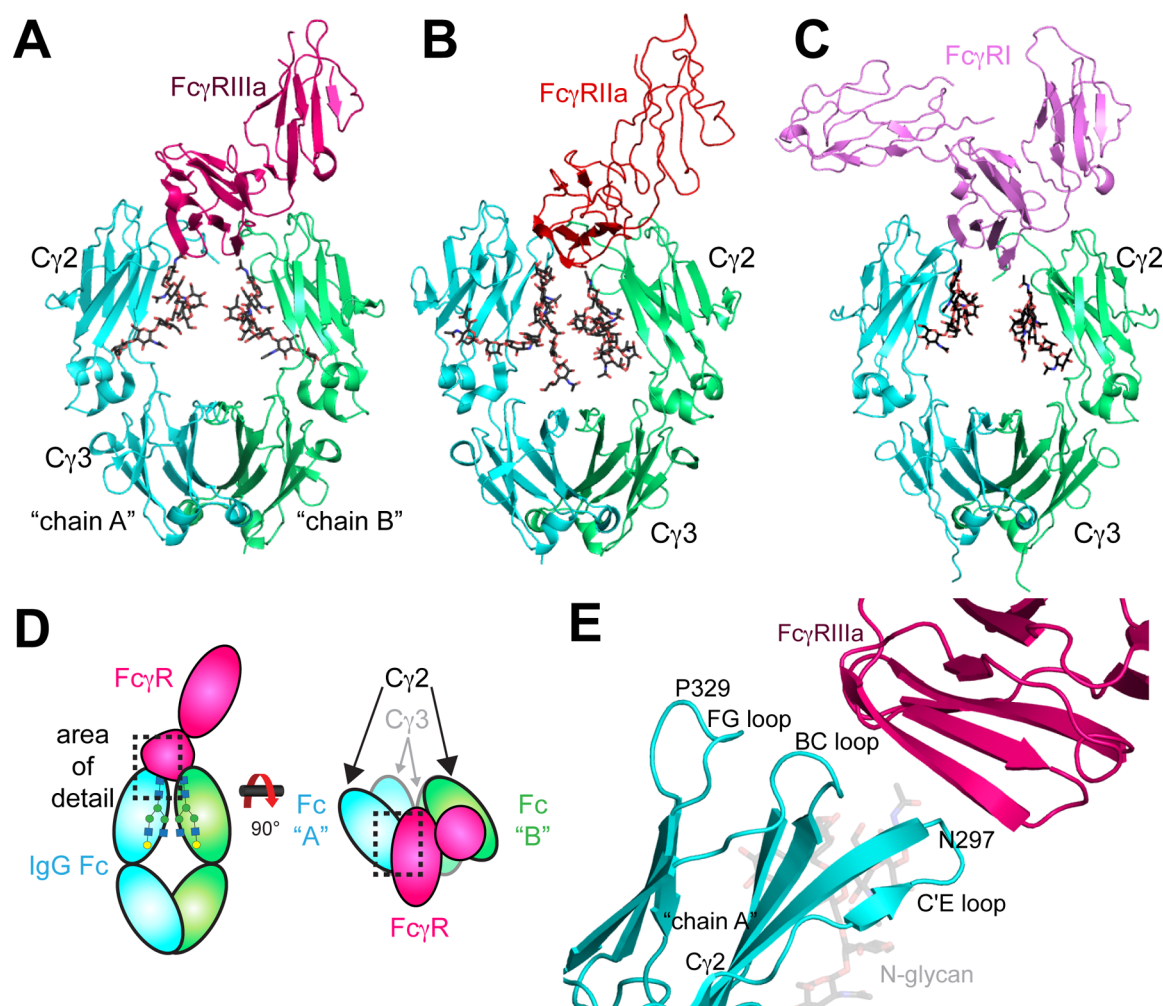 A
FcγRIIIa
Cγ2
Cγ3
“chain A”
“chain B”
B
FcγRIIa
Cγ2
Cγ3
C
FcγRI
Cγ2
Cγ3
D
FcγR
area
of
detail
IgG Fc
90°
Cγ2
Cγ3
Fc
“A”
Fc
“B”
FcγR
E
FcγRIIIa
P329
FG loop
BC loop
N297
C'E loop
“chain A”
Cγ2
N-glycan